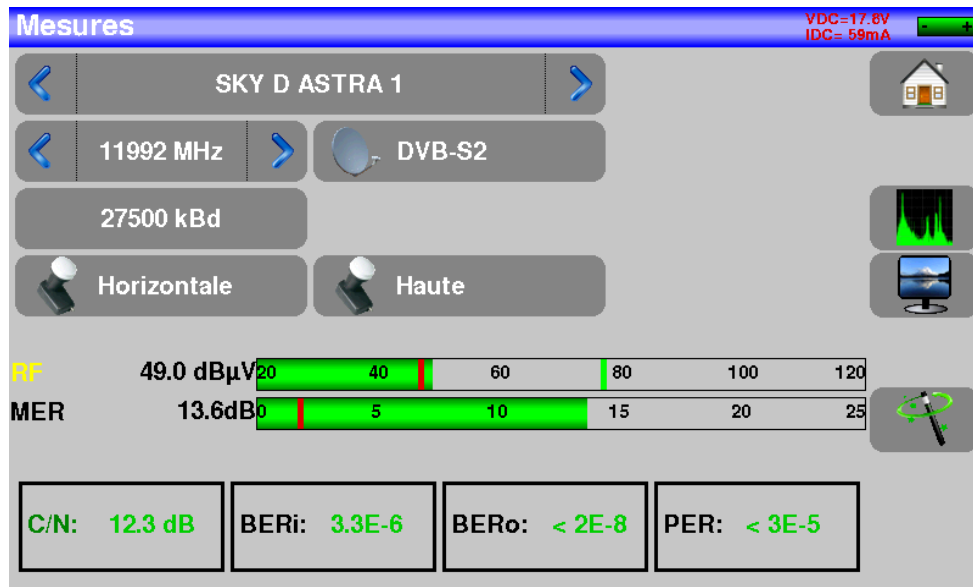 Mesures
VDC=17.8V
IDC= 59mA
- +
SKY D ASTRA 1
11992 MHz
DVB-S2
27500 kBd
Horizontale
Haute
RF 49.0 dBµV 20 40 60 80 100 120
MER 13.6dB 0 5 10 15 20 25
C/N: 12.3 dB
BERi: 3.3E-6
BERo: < 2E-8
PER: < 3E-5